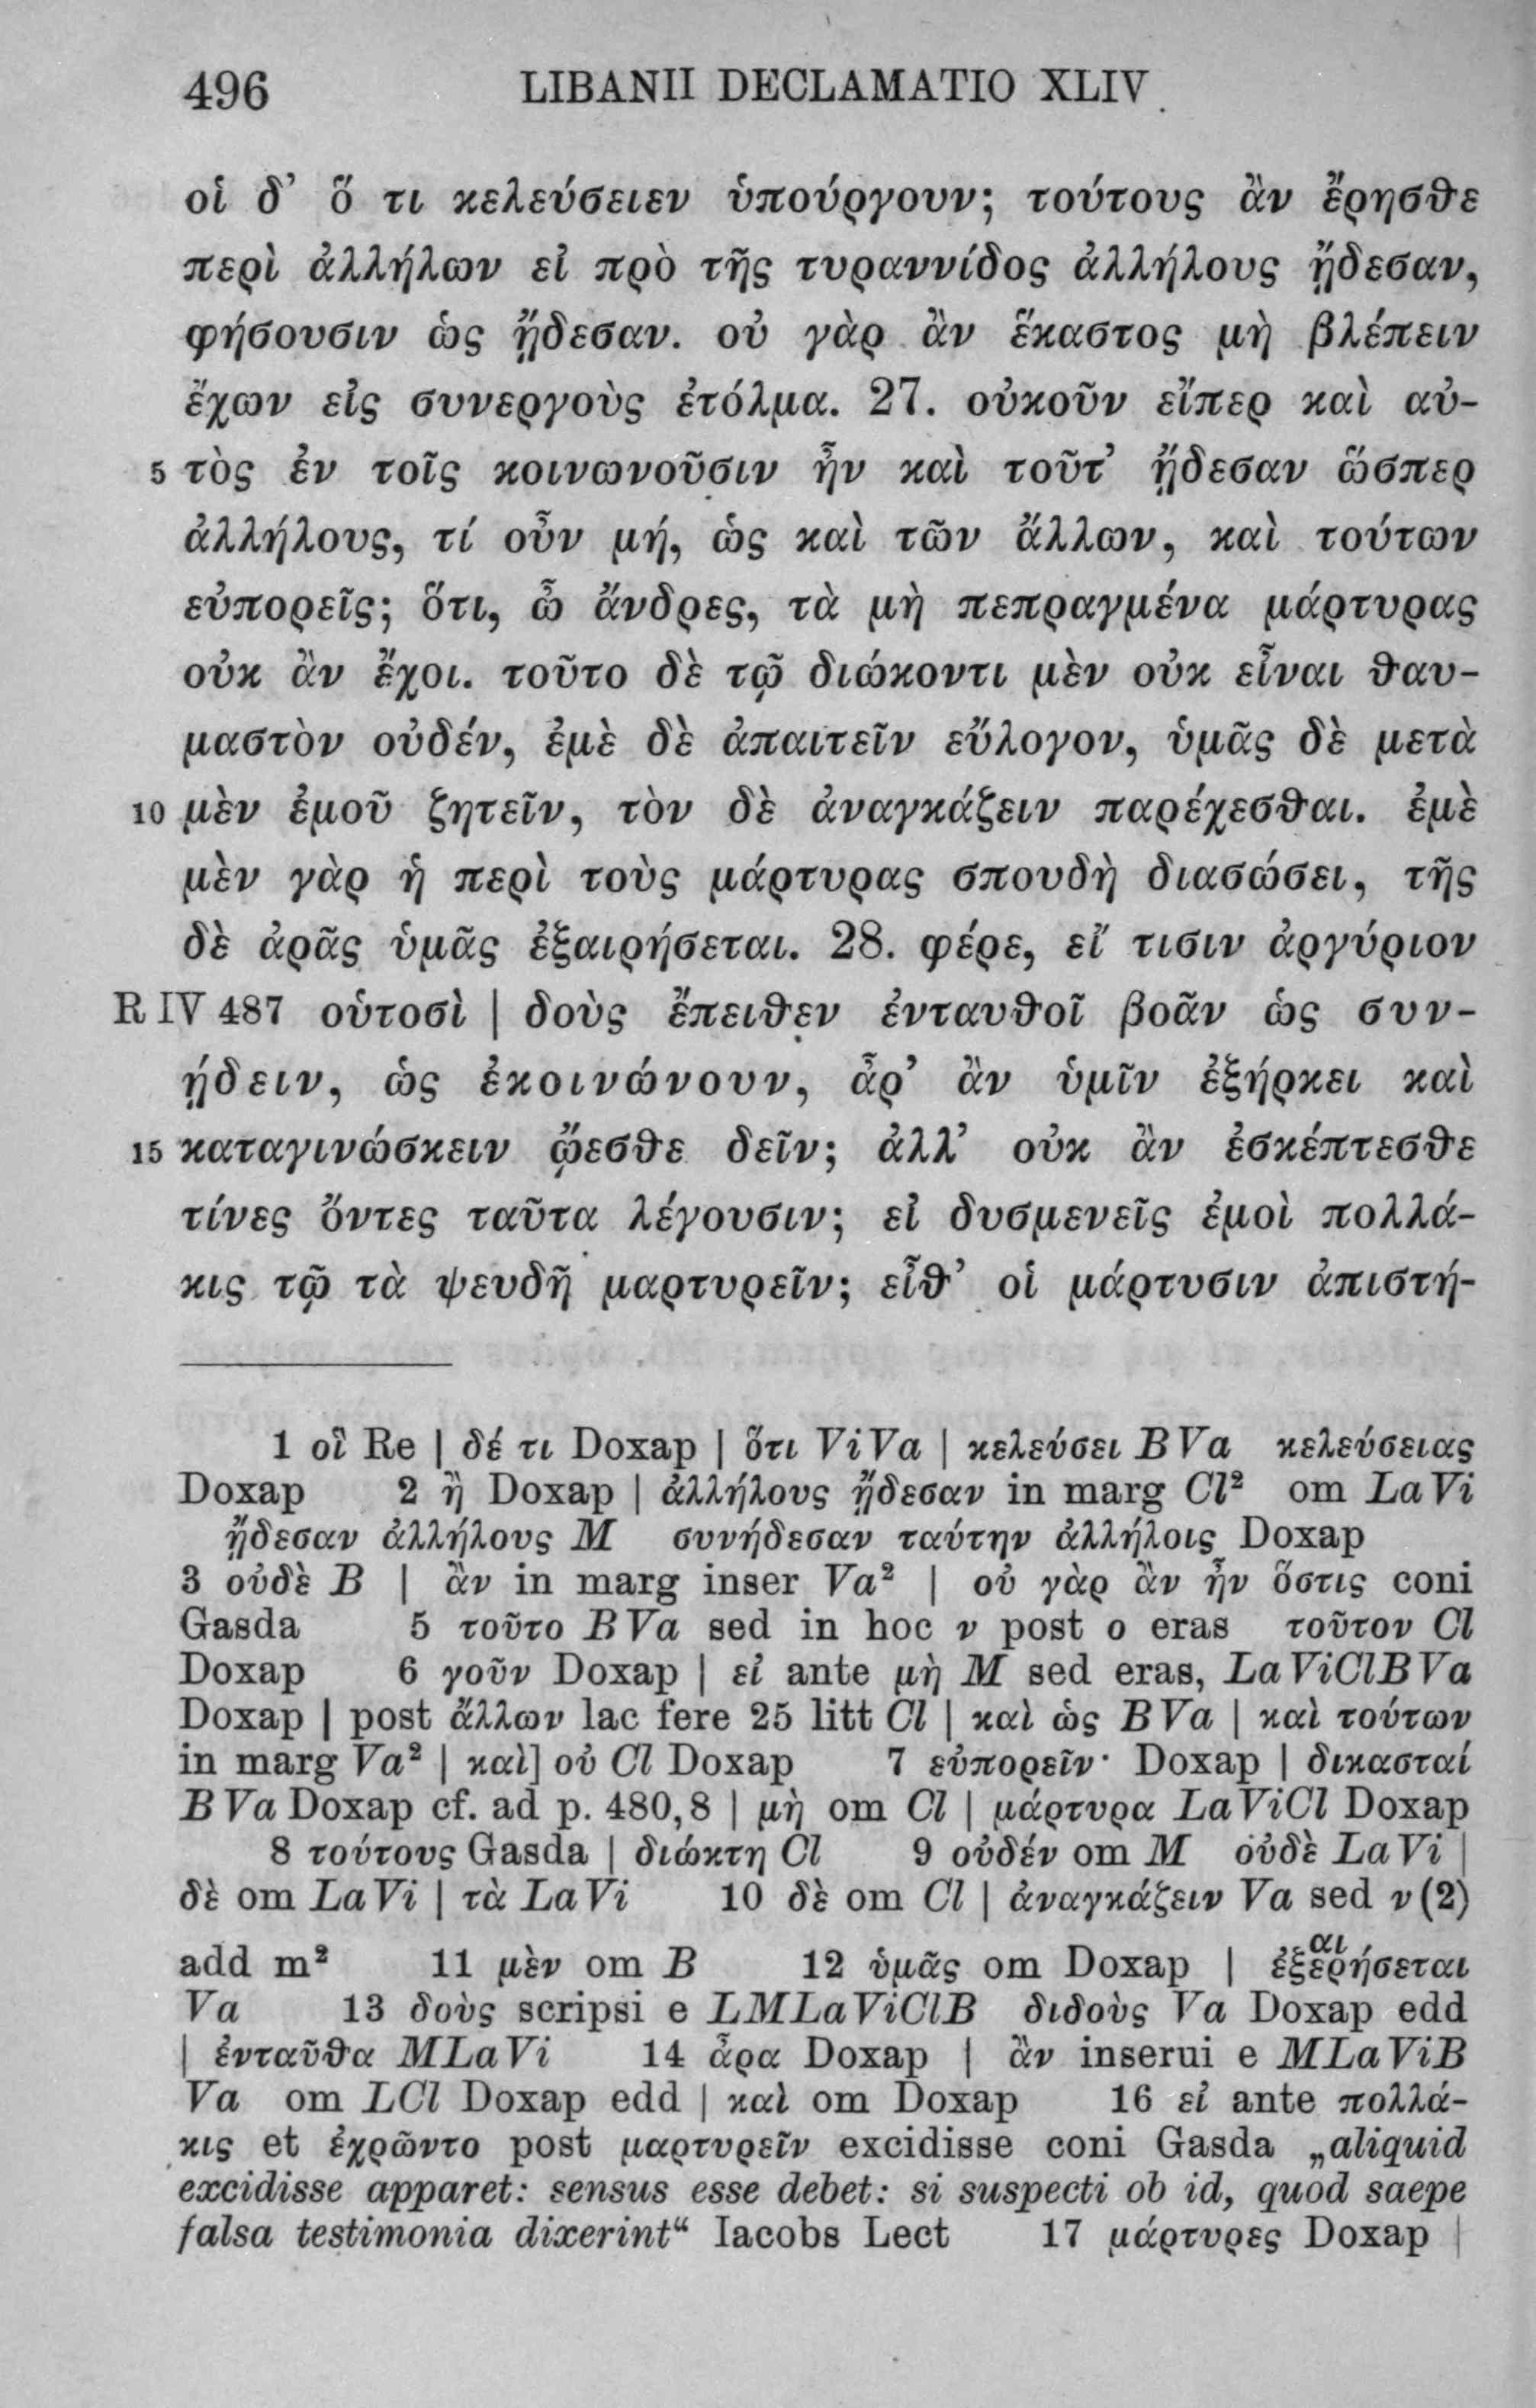 496 LIBANII DECLAMATIO XLIV
οἱ δ’ ὅ τι κελεύσειεν ὑπούργουν; τούτους ἂν ἔρησθε
περὶ ἀλλήλων εἰ πρὸ τῆς τυραννίδος ἀλλήλους ᾔδεσαν,
φήσουσιν ὡς ᾔδεσαν. οὐ γὰρ ἂν ἕκαστος μὴ βλέπειν
ἔχων εἰς συνεργοὺς ἐτόλμα. 27. οὐκοῦν εἴπερ καὶ αὐ-
5 τὸς ἐν τοῖς κοινωνοῦσιν ἦν καὶ τοῦτ’ ᾔδεσαν ὥσπερ
ἀλλήλους, τί οὖν μή, ὡς καὶ τῶν ἄλλων, καὶ τούτων
εὐπορεῖς; ὅτι, ὦ ἄνδρες, τὰ μὴ πεπραγμένα μάρτυρας
οὐκ ἂν ἔχοι. τοῦτο δὲ τῷ διώκοντι μὲν οὐκ εἶναι θαυ-
μαστὸν οὐδέν, ἐμὲ δὲ ἀπαιτεῖν εὔλογον, ὑμᾶς δὲ μετὰ
10 μὲν ἐμοῦ ζητεῖν, τὸν δὲ ἀναγκάζειν παρέχεσθαι. ἐμὲ
μὲν γὰρ ἡ περὶ τοὺς μάρτυρας σπουδὴ διασώσει, τῆς
δὲ ἀρᾶς ὑμᾶς ἐξαιρήσεται. 28. φέρε, εἴ τισιν ἀργύριον
R IV 487 οὑτοσὶ | δοὺς ἔπειθεν ἐνταυθοῖ βοᾶν ὡς συν-
ῄδειν, ὡς ἐκοινώνουν, ἆρ’ ἂν ὑμῖν ἐξήρκει καὶ
15 καταγινώσκειν ᾤεσθε δεῖν; ἀλλ’ οὐκ ἂν ἐσκέπτεσθε
τίνες ὄντες ταῦτα λέγουσιν; εἰ δυσμενεῖς ἐμοὶ πολλά-
κις τῷ τὰ ψευδῆ μαρτυρεῖν; εἶθ’ οἱ μάρτυσιν ἀπιστή-
1 οἳ Re | δέ τι Doxap | ὅτι ViVa | κελεύσει BVa κελεύσειας
Doxap 2 ἢ Doxap | ἀλλήλους ᾔδεσαν in marg Cl² om LaVi
ᾔδεσαν ἀλλήλους M συνήδεσαν ταύτην ἀλλήλοις Doxap
3 οὐδὲ B | ἂν in marg inser Va² | οὐ γὰρ ἂν ἦν ὅστις coni
Gasda 5 τοῦτο BVa sed in hoc ν post ο eras τοῦτον Cl
Doxap 6 γοῦν Doxap | εἰ ante μὴ M sed eras, LaViClBVa
Doxap | post ἄλλων lac fere 25 litt Cl | καὶ ὡς BVa | καὶ τούτων
in marg Va² | καὶ] οὐ Cl Doxap 7 εὐπορεῖν· Doxap | δικασταί
BVa Doxap cf. ad p. 480,8 | μὴ om Cl | μάρτυρα LaViCl Doxap
8 τούτους Gasda | διώκτη Cl 9 οὐδέν om M οὐδὲ LaVi |
δὲ om LaVi | τὰ LaVi 10 δὲ om Cl | ἀναγκάζειν Va sed ν (2)
add m² 11 μὲν om B 12 ὑμᾶς om Doxap | ἐξεραιήσεται
Va 13 δοὺς scripsi e LMLaViClB διδοὺς Va Doxap edd
| ἐνταῦθα MLaVi 14 ἆρα Doxap | ἂν inserui e MLaViB
Va om LCl Doxap edd | καὶ om Doxap 16 εἰ ante πολλά-
κις et ἐχρῶντο post μαρτυρεῖν excidisse coni Gasda „aliquid
excidisse apparet: sensus esse debet: si suspecti ob id, quod saepe
falsa testimonia dixerint“ Iacobs Lect 17 μάρτυρες Doxap |